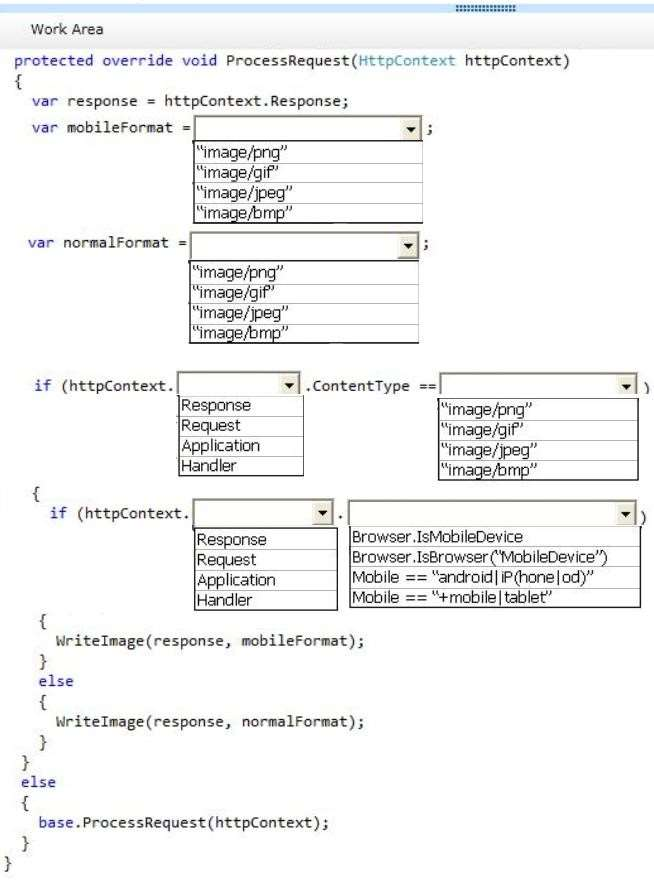 Work Area
protected override void ProcessRequest(HttpContext httpContext)
{
var response = httpContext.Response;
var mobileFormat = ;
"image/png"
"image/gif"
"image/jpeg"
"image/bmp"
var normalFormat = ;
"image/png"
"image/gif"
"image/jpeg"
"image/bmp"
if (httpContext. .ContentType == )
Response
Request
Application
Handler
"image/png"
"image/gif"
"image/jpeg"
"image/bmp"
{
if (httpContext. . )
Response
Request
Application
Handler
Browser.IsMobileDevice
Browser.IsBrowser("MobileDevice")
Mobile == "android|iP(hone|od)"
Mobile == "+mobile|tablet"
{
WriteImage(response, mobileFormat);
}
else
{
WriteImage(response, normalFormat);
}
}
else
{
base.ProcessRequest(httpContext);
}
}